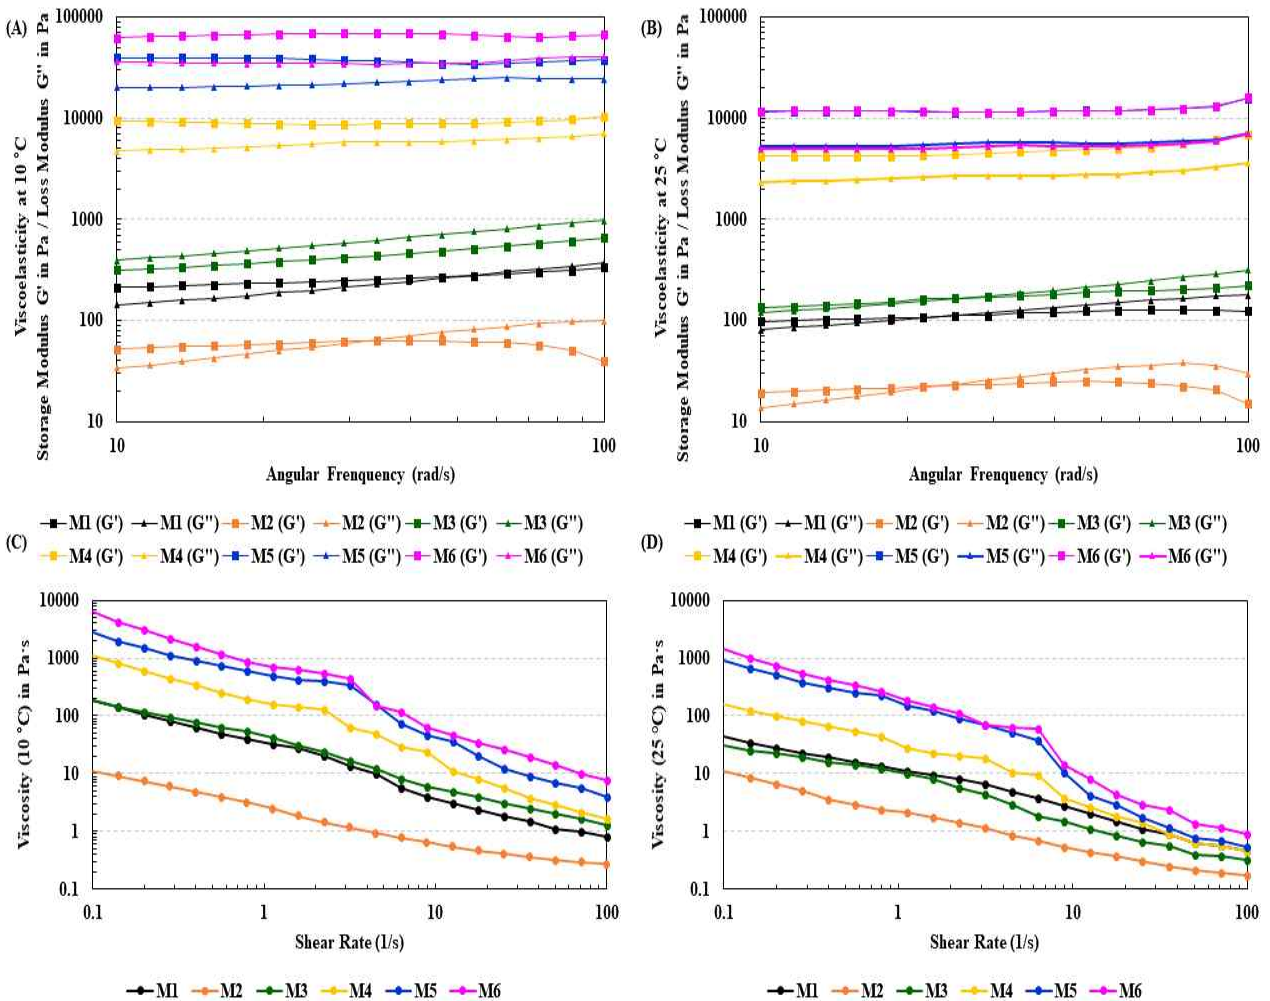 (A)
Viscoelasticity at 10 °C
Storage Modulus G' in Pa / Loss Modulus G'' in Pa
100000
10000
1000
100
10
10
100
Angular Frenquency (rad/s)
M1 (G') M1 (G'') M2 (G') M2 (G'') M3 (G') M3 (G'')
M4 (G') M4 (G'') M5 (G') M5 (G'') M6 (G') M6 (G'')
(B)
Viscoelasticity at 25 °C
Storage Modulus G' in Pa / Loss Modulus G'' in Pa
100000
10000
1000
100
10
10
100
Angular Frequency (rad/s)
M1 (G') M1 (G'') M2 (G') M2 (G'') M3 (G') M3 (G'')
M4 (G') M4 (G'') M5 (G') M5 (G'') M6 (G') M6 (G'')
(C)
Viscosity (10 °C) in Pa·s
10000
1000
100
10
1
0.1
0.1
1
10
100
Shear Rate (1/s)
M1 M2 M3 M4 M5 M6
(D)
Viscosity (25 °C) in Pa·s
10000
1000
100
10
1
0.1
0.1
1
10
100
Shear Rate (1/s)
M1 M2 M3 M4 M5 M6